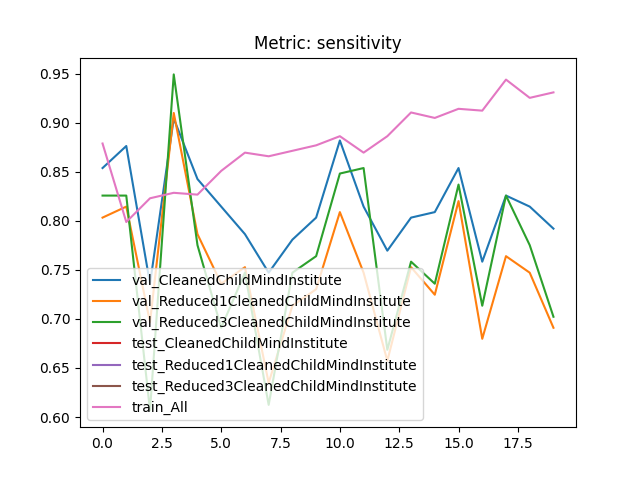 Metric: sensitivity
0.95
0.90
0.85
0.80
0.75
0.70
0.65
0.60
val_CleanedChildMindInstitute
val_Reduced1CleanedChildMindInstitute
val_Reduced3CleanedChildMindInstitute
test_CleanedChildMindInstitute
test_Reduced1CleanedChildMindInstitute
test_Reduced3CleanedChildMindInstitute
train_All
0.0 2.5 5.0 7.5 10.0 12.5 15.0 17.5